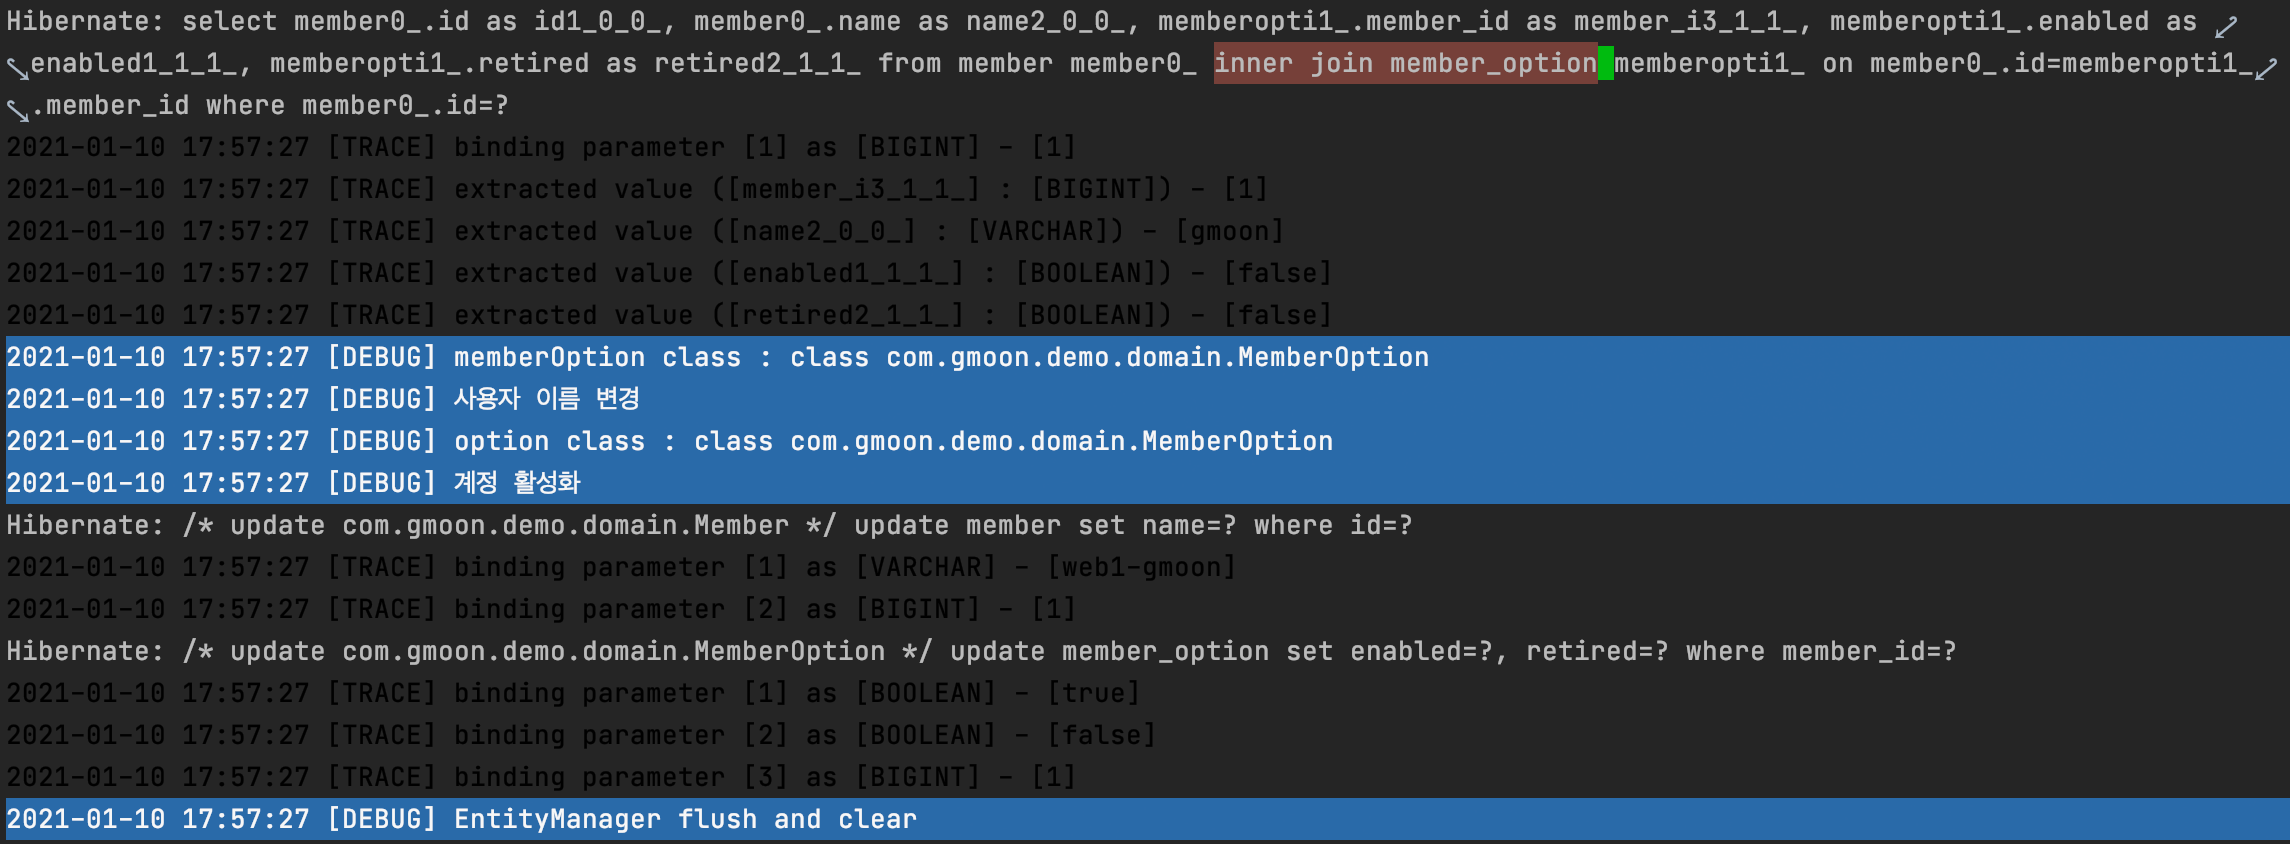 Hibernate: select member0_.id as id1_0_0_, member0_.name as name2_0_0_, memberopti1_.member_id as member_i3_1_1_, memberopti1_.enabled as
enabled1_1_1_, memberopti1_.retired as retired2_1_1_ from member member0_ inner join member_option memberopti1_ on member0_.id=memberopti1_
.member_id where member0_.id=?
2021-01-10 17:57:27 [TRACE] binding parameter [1] as [BIGINT] - [1]
2021-01-10 17:57:27 [TRACE] extracted value ([member_i3_1_1_] : [BIGINT]) - [1]
2021-01-10 17:57:27 [TRACE] extracted value ([name2_0_0_] : [VARCHAR]) - [gmoon]
2021-01-10 17:57:27 [TRACE] extracted value ([enabled1_1_1_] : [BOOLEAN]) - [false]
2021-01-10 17:57:27 [TRACE] extracted value ([retired2_1_1_] : [BOOLEAN]) - [false]
2021-01-10 17:57:27 [DEBUG] memberOption class : class com.gmoon.demo.domain.MemberOption
2021-01-10 17:57:27 [DEBUG] 사용자 이름 변경
2021-01-10 17:57:27 [DEBUG] option class : class com.gmoon.demo.domain.MemberOption
2021-01-10 17:57:27 [DEBUG] 계정 활성화
Hibernate: /* update com.gmoon.demo.domain.Member */ update member set name=? where id=?
2021-01-10 17:57:27 [TRACE] binding parameter [1] as [VARCHAR] - [web1-gmoon]
2021-01-10 17:57:27 [TRACE] binding parameter [2] as [BIGINT] - [1]
Hibernate: /* update com.gmoon.demo.domain.MemberOption */ update member_option set enabled=?, retired=? where member_id=?
2021-01-10 17:57:27 [TRACE] binding parameter [1] as [BOOLEAN] - [true]
2021-01-10 17:57:27 [TRACE] binding parameter [2] as [BOOLEAN] - [false]
2021-01-10 17:57:27 [TRACE] binding parameter [3] as [BIGINT] - [1]
2021-01-10 17:57:27 [DEBUG] EntityManager flush and clear